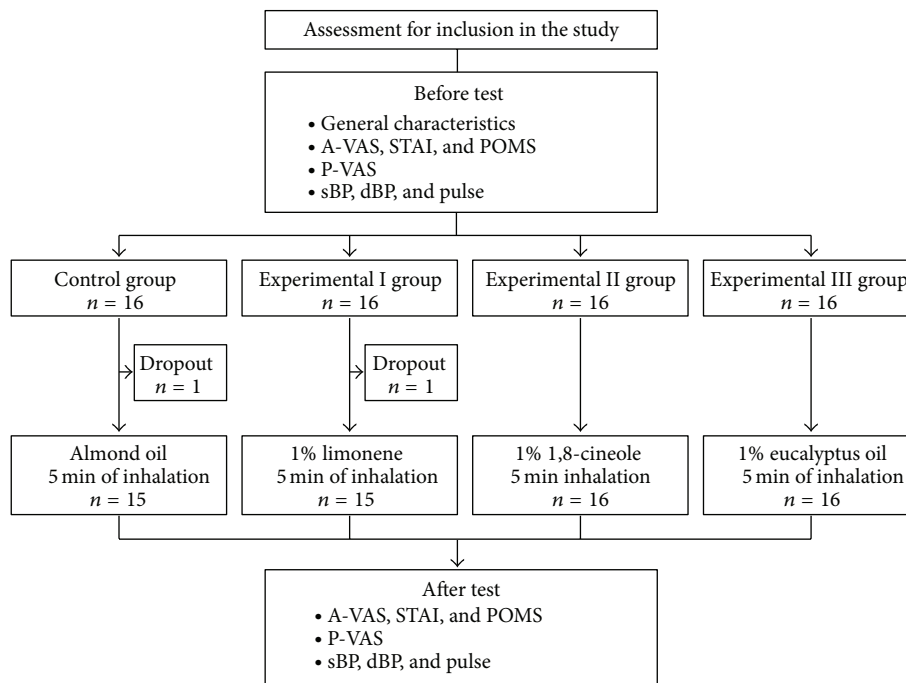 Assessment for inclusion in the study
Before test
• General characteristics
• A-VAS, STAI, and POMS
• P-VAS
• sBP, dBP, and pulse
Control group
n = 16
Experimental I group
n = 16
Experimental II group
n = 16
Experimental III group
n = 16
Dropout
n = 1
Dropout
n = 1
Almond oil
5 min of inhalation
n = 15
1% limonene
5 min of inhalation
n = 15
1% 1,8-cineole
5 min inhalation
n = 16
1% eucalyptus oil
5 min of inhalation
n = 16
After test
• A-VAS, STAI, and POMS
• P-VAS
• sBP, dBP, and pulse